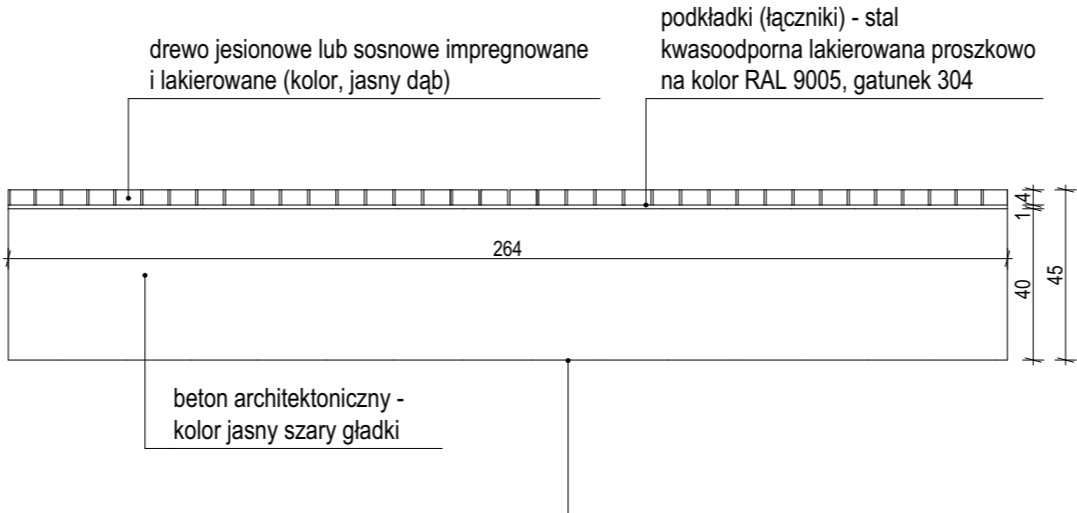 podkładki (łączniki) - stal
kwasoodporna lakierowana proszkowo
na kolor RAL 9005, gatunek 304
drewo jesionowe lub sosnowe impregnowane
i lakierowane (kolor, jasny dąb)
264
1
4
40
45
beton architektoniczny -
kolor jasny szary gładki